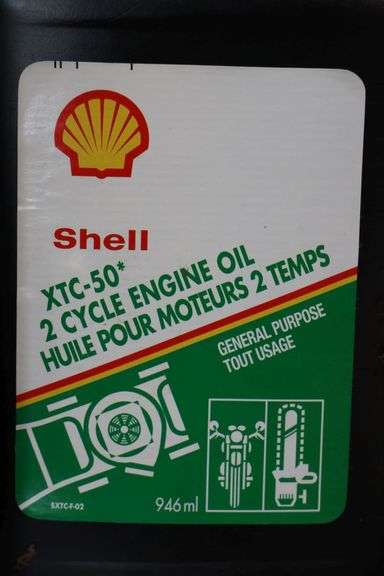 Shell
XTC-50*
2 CYCLE ENGINE OIL
HUILE POUR MOTEURS 2 TEMPS
GENERAL PURPOSE
TOUT USAGE
946 ml
SXTC-F-02